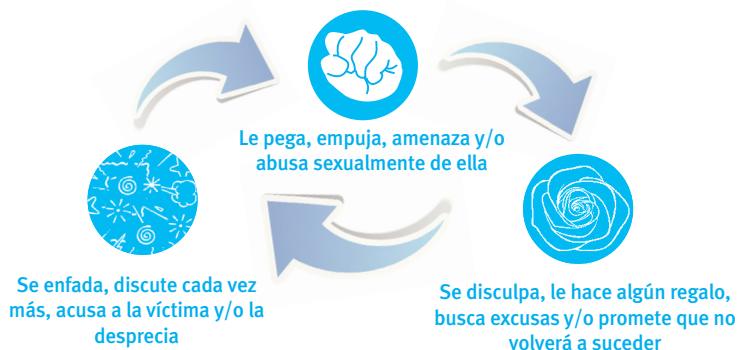 Le pega, empuja, amenaza y/o
abusa sexualmente de ella
Se enfada, discute cada vez
más, acusa a la víctima y/o la
desprecia
Se disculpa, le hace algún regalo,
busca excusas y/o promete que no
volverá a suceder